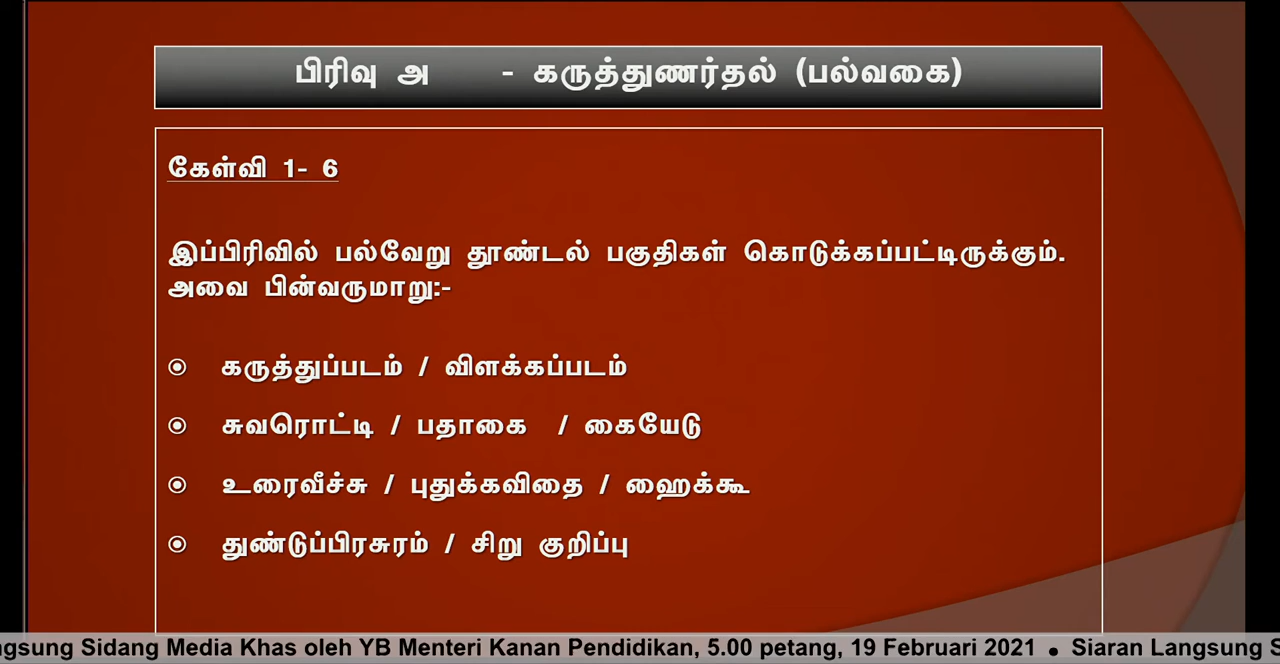 பிரிவு அ - கருத்துணர்தல் (பல்வகை)
கேள்வி 1- 6
இப்பிரிவில் பல்வேறு தூண்டல் பகுதிகள் கொடுக்கப்பட்டிருக்கும்.
அவை பின்வருமாறு:-
கருத்துப்படம் / விளக்கப்படம்
சுவரொட்டி / பதாகை / கையேடு
உரைவீச்சு / புதுக்கவிதை / ஹைக்கூ
துண்டுப்பிரசுரம் / சிறு குறிப்பு
ngsung Sidang Media Khas oleh YB Menteri Kanan Pendidikan, 5.00 petang, 19 Februari 2021 ● Siaran Langsung S